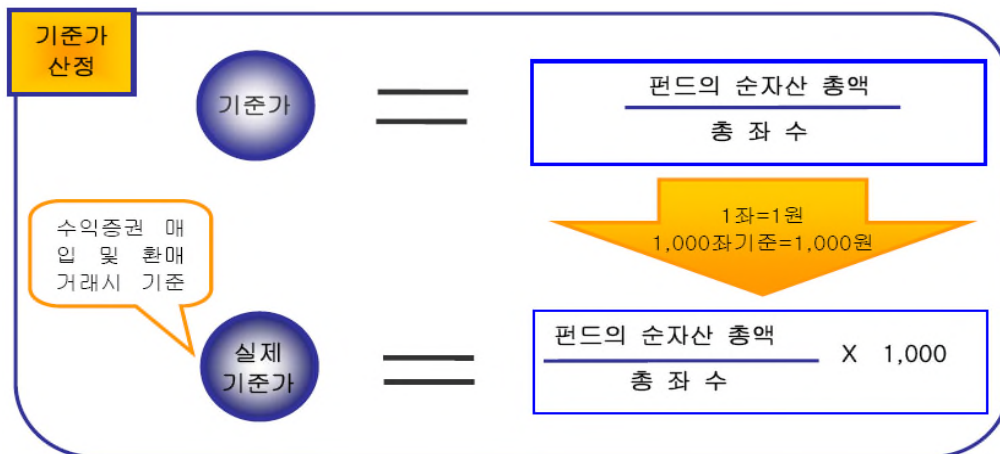 기준가
산정
기준가
펀드의 순자산 총액
총 좌 수
1좌=1원
1,000좌기준=1,000원
수익증권 매
입 및 환매
거래시 기준
실제
기준가
펀드의 순자산 총액
총 좌 수
X 1,000